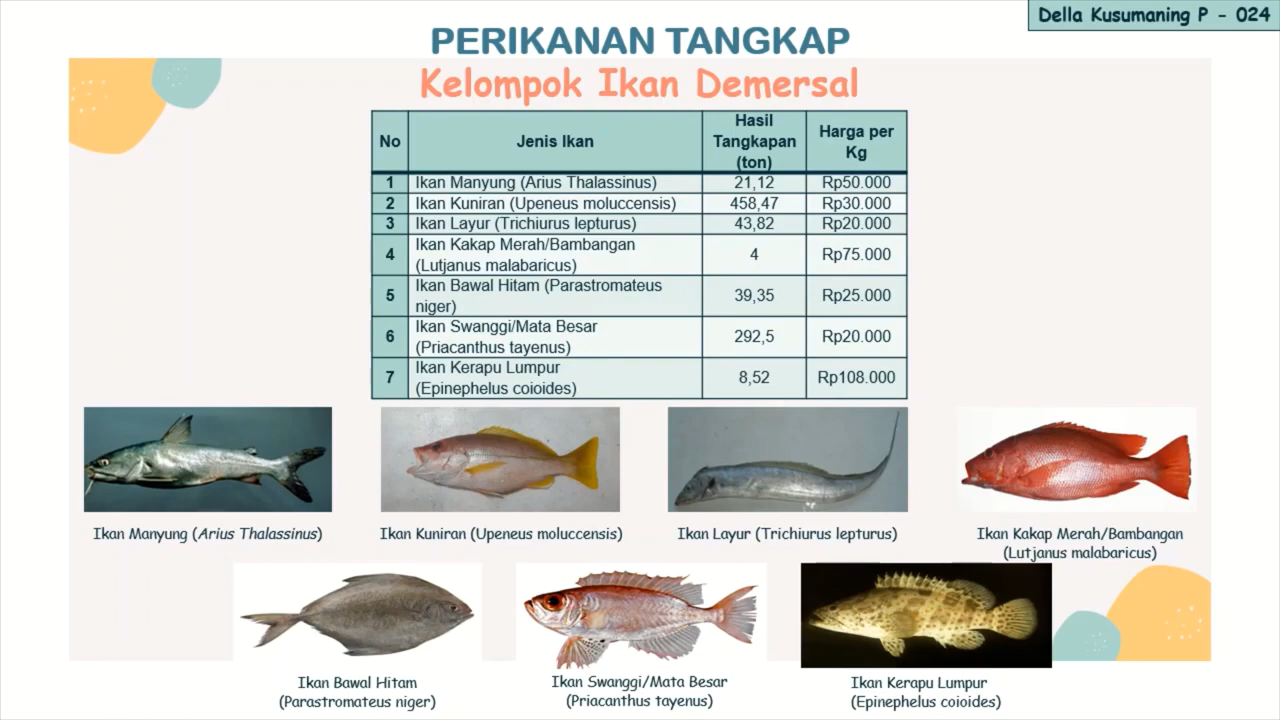 Della Kusumaning P - 024
PERIKANAN TANGKAP
Kelompok Ikan Demersal
No Jenis Ikan Hasil Tangkapan (ton) Harga per Kg
1 Ikan Manyung (Arius Thalassinus) 21,12 Rp50.000
2 Ikan Kuniran (Upeneus moluccensis) 458,47 Rp30.000
3 Ikan Layur (Trichiurus lepturus) 43,82 Rp20.000
4 Ikan Kakap Merah/Bambangan (Lutjanus malabaricus) 4 Rp75.000
5 Ikan Bawal Hitam (Parastromateus niger) 39,35 Rp25.000
6 Ikan Swanggi/Mata Besar (Priacanthus tayenus) 292,5 Rp20.000
7 Ikan Kerapu Lumpur (Epinephelus coioides) 8,52 Rp108.000
Ikan Manyung (Arius Thalassinus)
Ikan Kuniran (Upeneus moluccensis)
Ikan Layur (Trichiurus lepturus)
Ikan Kakap Merah/Bambangan
(Lutjanus malabaricus)
Ikan Bawal Hitam
(Parastromateus niger)
Ikan Swanggi/Mata Besar
(Priacanthus tayenus)
Ikan Kerapu Lumpur
(Epinephelus coioides)